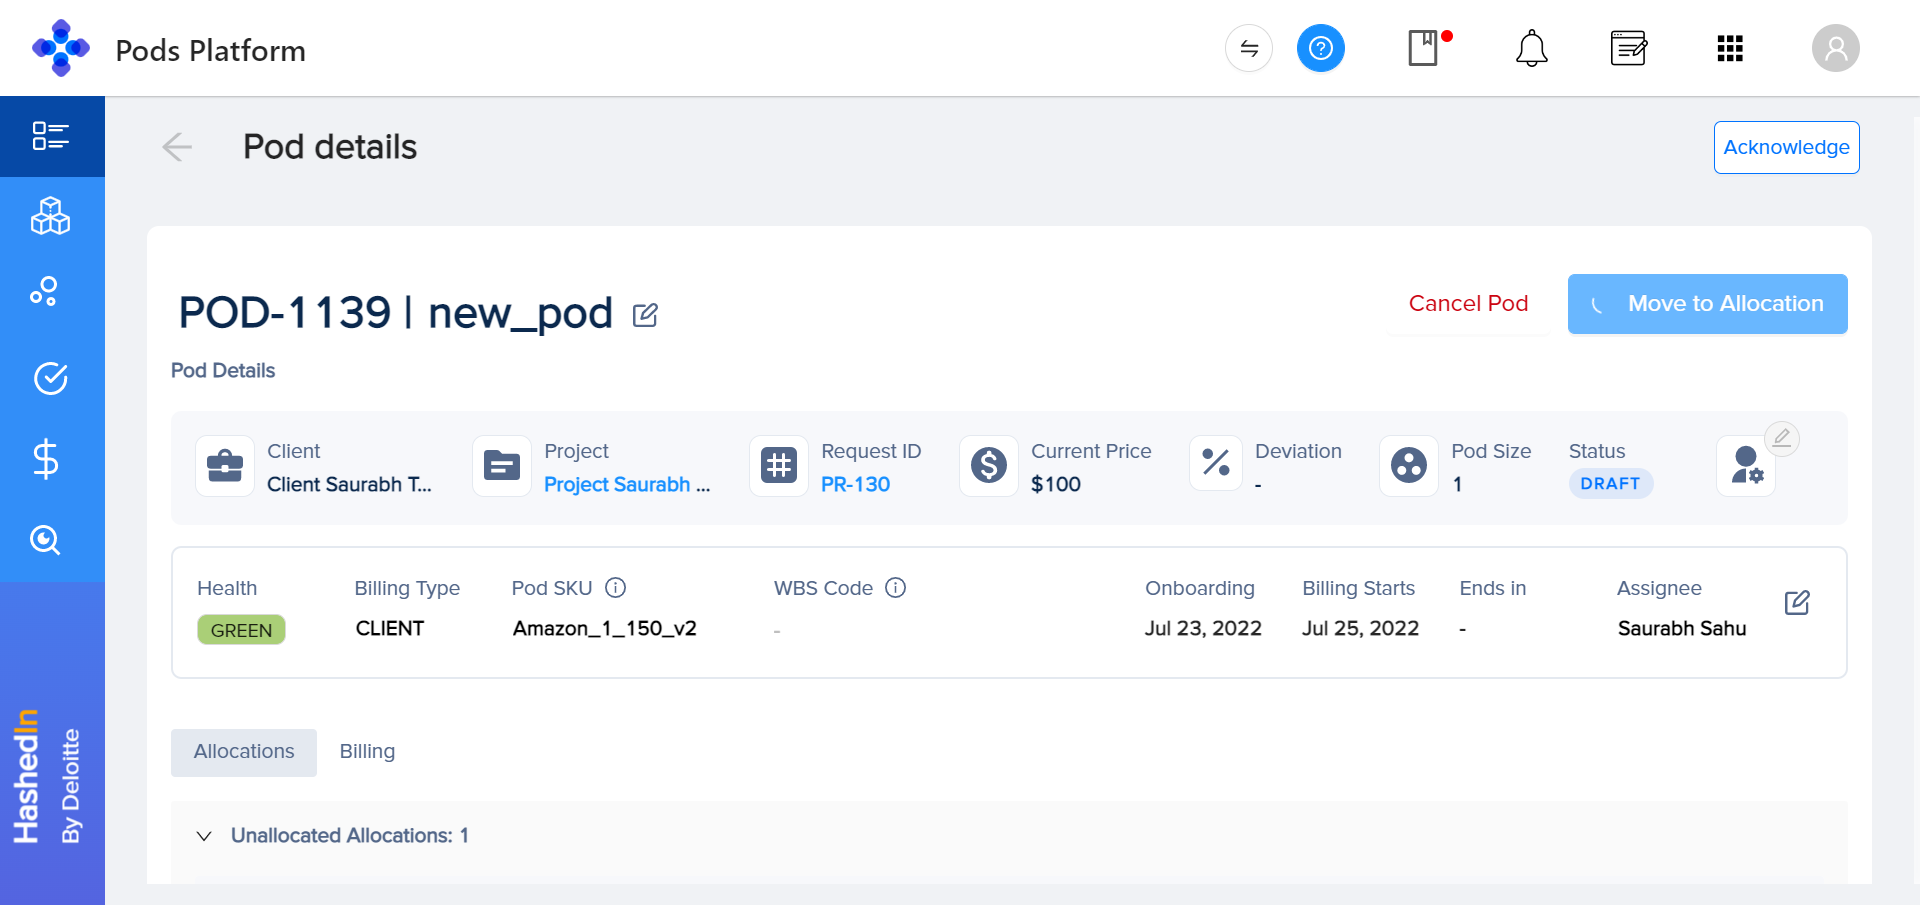 Pods Platform
Pod details
Acknowledge
POD-1139 | new_pod
Cancel Pod
Move to Allocation
Pod Details
Client
Client Saurabh T...
Project
Project Saurabh ...
Request ID
PR-130
Current Price
$100
Deviation
-
Pod Size
1
Status
DRAFT
Health
GREEN
Billing Type
CLIENT
Pod SKU
Amazon_1_150_v2
WBS Code
-
Onboarding
Jul 23, 2022
Billing Starts
Jul 25, 2022
Ends in
-
Assignee
Saurabh Sahu
Allocations
Billing
Unallocated Allocations: 1
HashedIn
By Deloitte